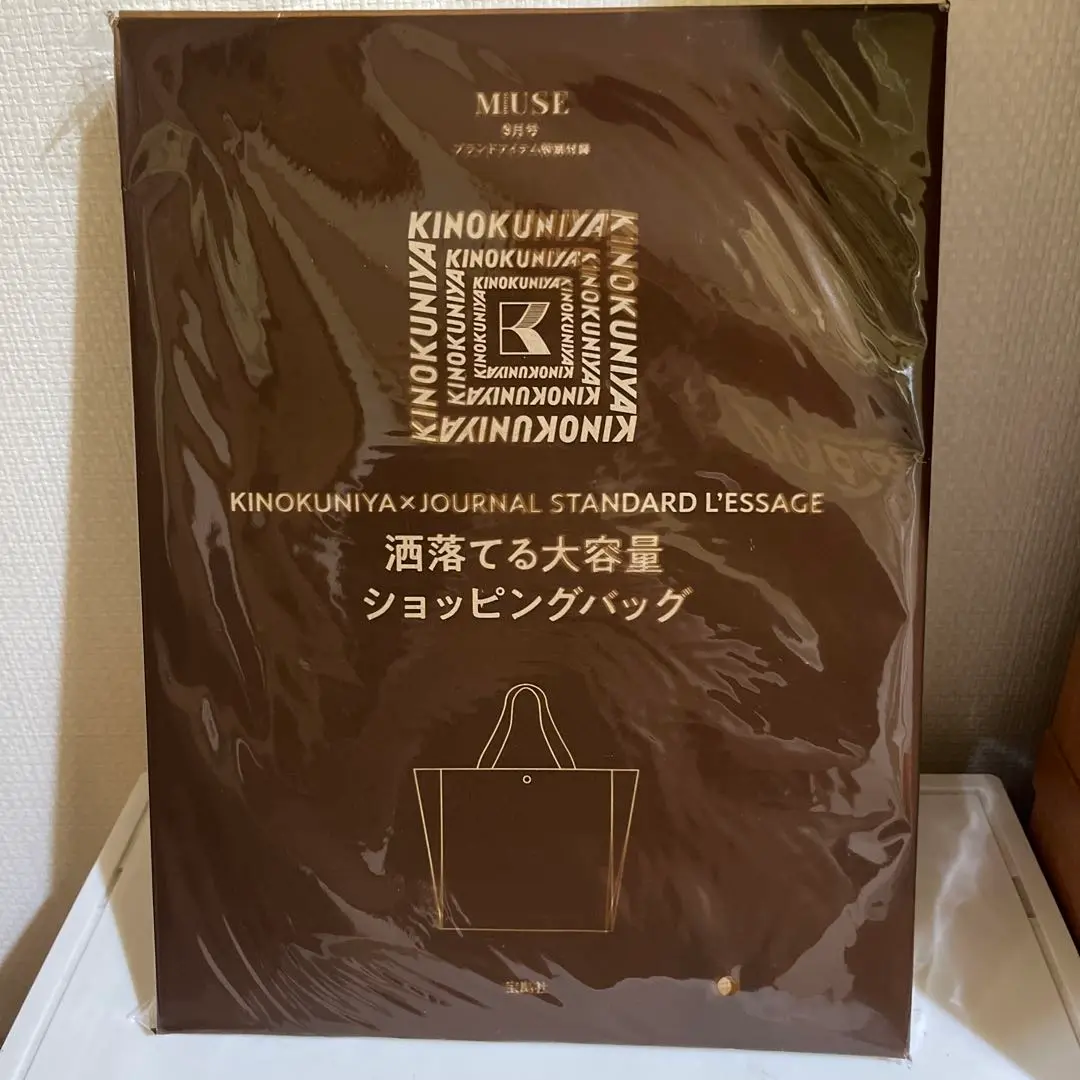 MUSE
9月号
ブランドアイテム特別付録
KINOKUNIYA KINOKUNIYA KINOKUNIYA KINOKUNIYA
KINOKUNIYA KINOKUNIYA KINOKUNIYA KINOKUNIYA
KINOKUNIYA KINOKUNIYA KINOKUNIYA KINOKUNIYA
KINOKUNIYA×JOURNAL STANDARD L'ESSAGE
洒落てる大容量
ショッピングバッグ
宝島社